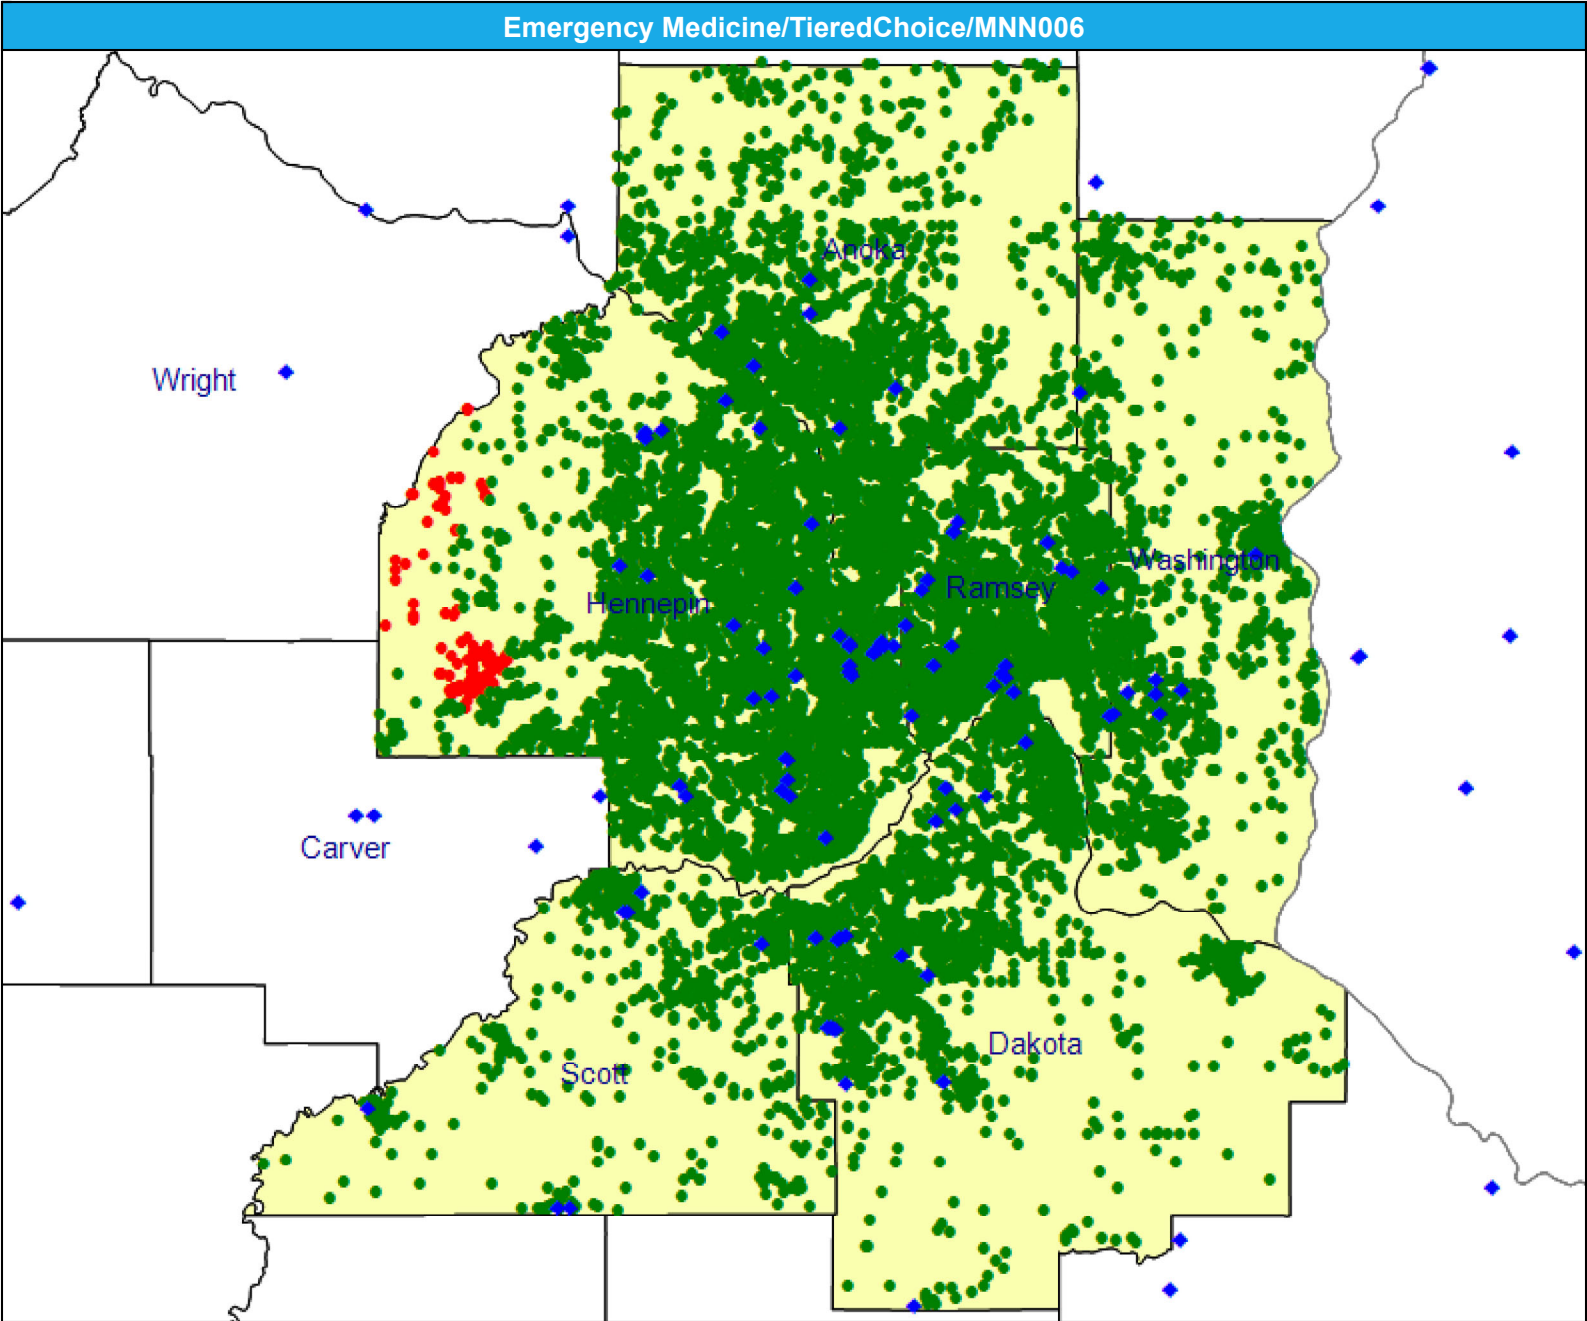 Emergency Medicine/TieredChoice/MNN006
Anoka
Wright
Washington
Ramsey
Hennepin
Carver
Dakota
Scott